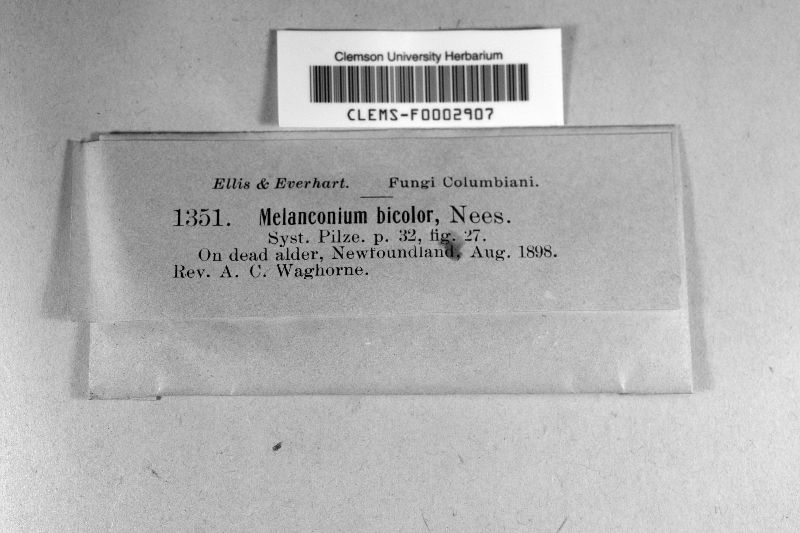 Clemson University Herbarium
CLEMS-F0002907
Ellis & Everhart. Fungi Columbiani.
1351. Melanconium bicolor, Nees.
Syst. Pilze. p. 32, fig. 27.
On dead alder, Newfoundland, Aug. 1898.
Rev. A. C. Waghorne.